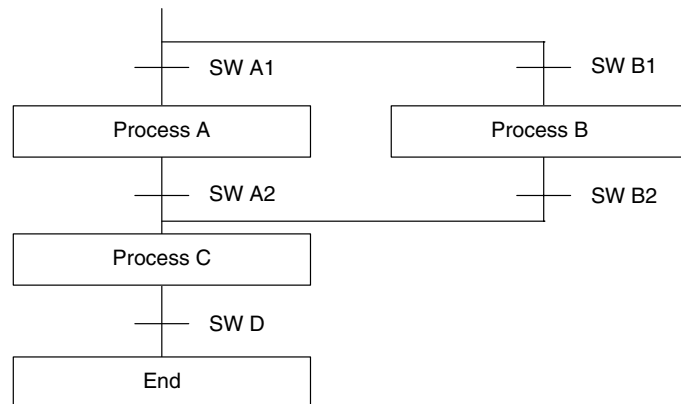 SW A1
SW B1
Process A
Process B
SW A2
SW B2
Process C
SW D
End